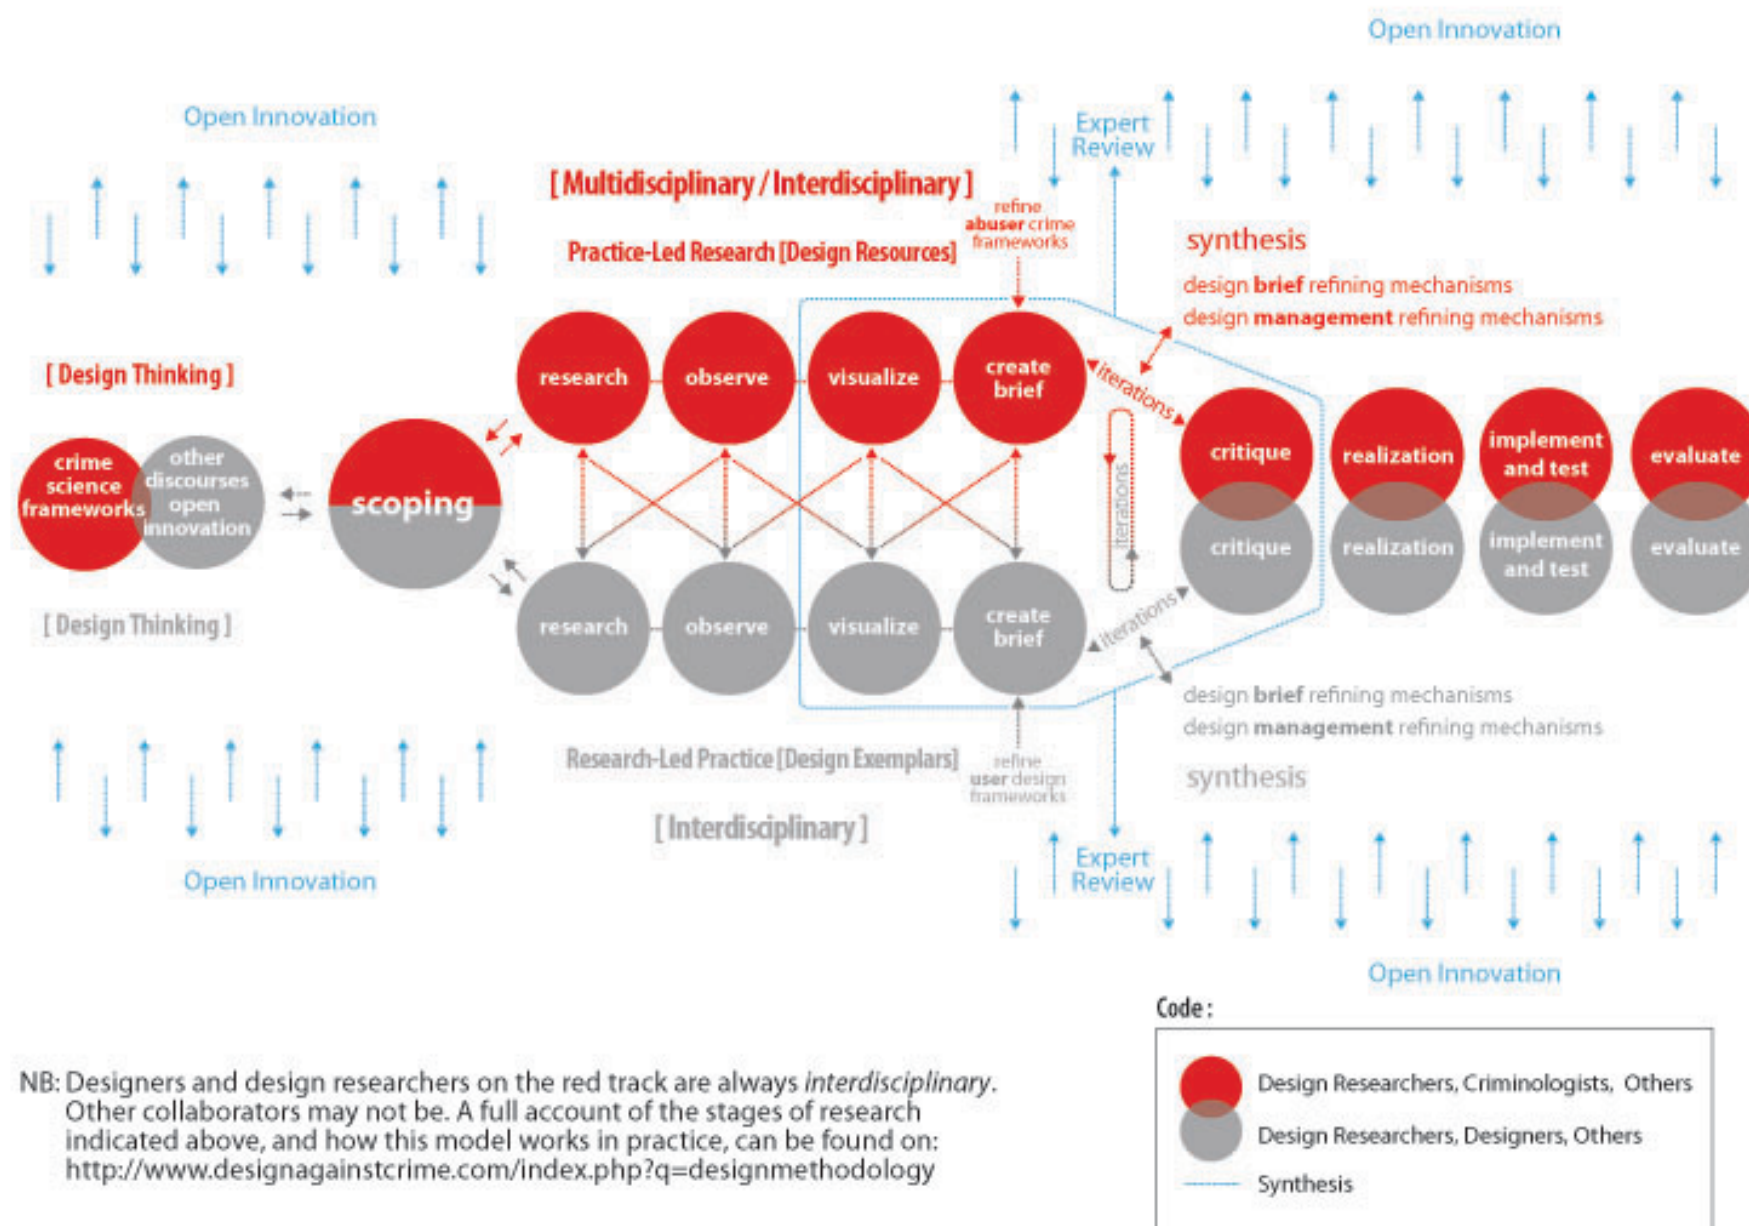 Open Innovation
Open Innovation
Expert
Review
[ Multidisciplinary / Interdisciplinary ]
refine
abuser crime
frameworks
Practice-Led Research [Design Resources]
synthesis
design brief refining mechanisms
design management refining mechanisms
[ Design Thinking ]
research
observe
visualize
create
brief
iterations
crime
science
frameworks
other
discourses
open
innovation
scoping
iterations
critique
realization
implement
and test
evaluate
critique
realization
implement
and test
evaluate
[ Design Thinking ]
research
observe
visualize
create
brief
iterations
design brief refining mechanisms
design management refining mechanisms
synthesis
Research-Led Practice [Design Exemplars]
refine
user design
frameworks
[ Interdisciplinary ]
Expert
Review
Open Innovation
Open Innovation
Code :
Design Researchers, Criminologists, Others
Design Researchers, Designers, Others
Synthesis
NB: Designers and design researchers on the red track are always interdisciplinary.
Other collaborators may not be. A full account of the stages of research
indicated above, and how this model works in practice, can be found on:
http://www.designagainstcrime.com/index.php?q=designmethodology